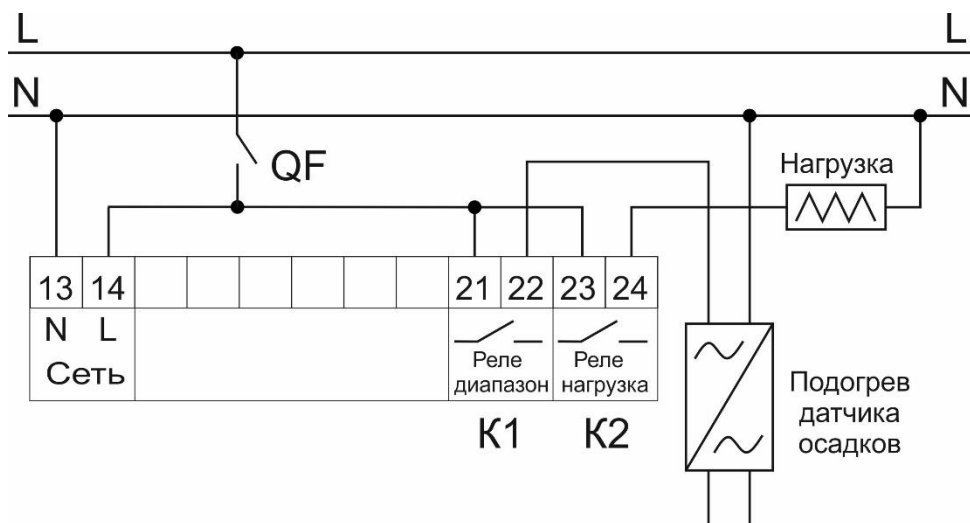 L L
N N
QF
Нагрузка
13 14 21 22 23 24
N L
Сеть
Реле
диапазон
Реле
нагрузка
К1 К2
Подогрев
датчика
осадков